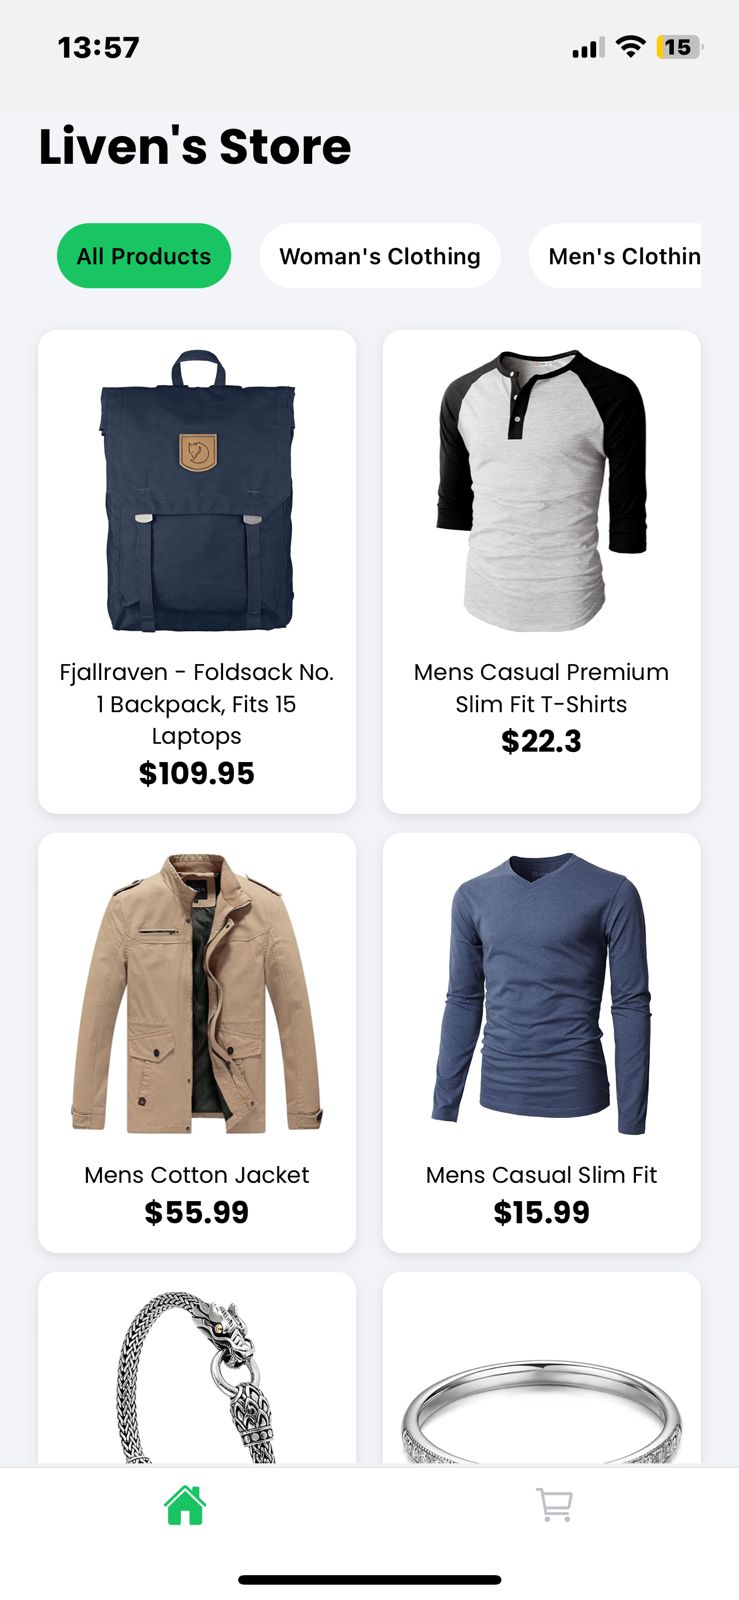 13:57
15
Liven's Store
All Products
Woman's Clothing
Men's Clothin
Fjallraven - Foldsack No.
1 Backpack, Fits 15
Laptops
$109.95
Mens Casual Premium
Slim Fit T-Shirts
$22.3
Mens Cotton Jacket
$55.99
Mens Casual Slim Fit
$15.99